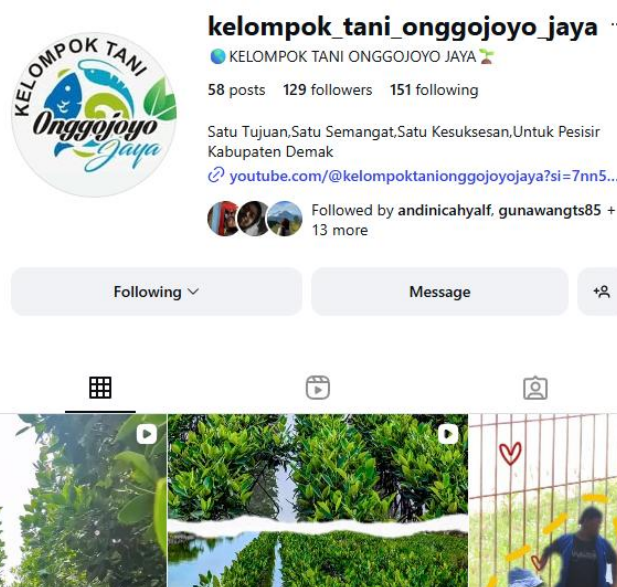 kelompok_tani_onggojoyo_jaya
KELOMPOK TANI ONGGOJOYO JAYA
58 posts 129 followers 151 following
Satu Tujuan,Satu Semangat,Satu Kesuksesan,Untuk Pesisir
Kabupaten Demak
youtube.com/@kelompoktanionggojoyojaya?si=7nn5...
Followed by andinicahyalf, gunawangts85 +
13 more
KELOMPOK TANI
Onggojoyo
Jaya
Following
Message